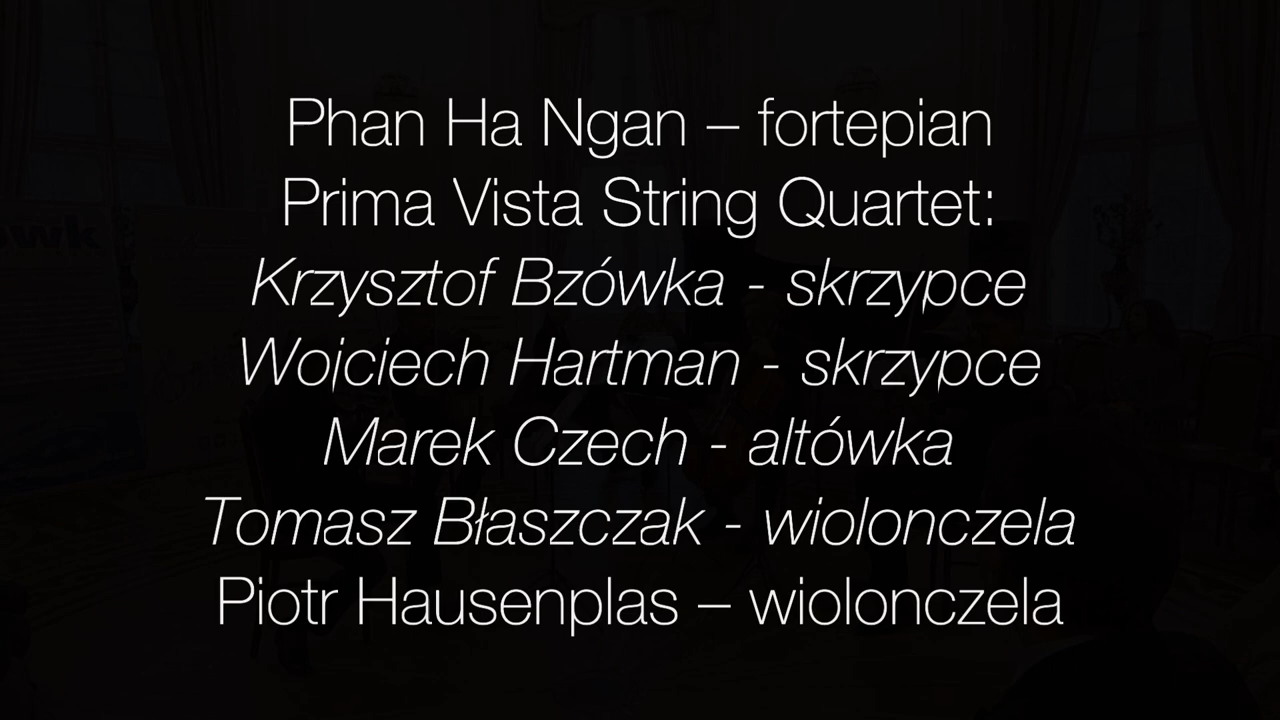 Phan Ha Ngan – fortepian
Prima Vista String Quartet:
Krzysztof Bzówka - skrzypce
Wojciech Hartman - skrzypce
Marek Czech - altówka
Tomasz Błaszczak - wiolonczela
Piotr Hausenplas – wiolonczela